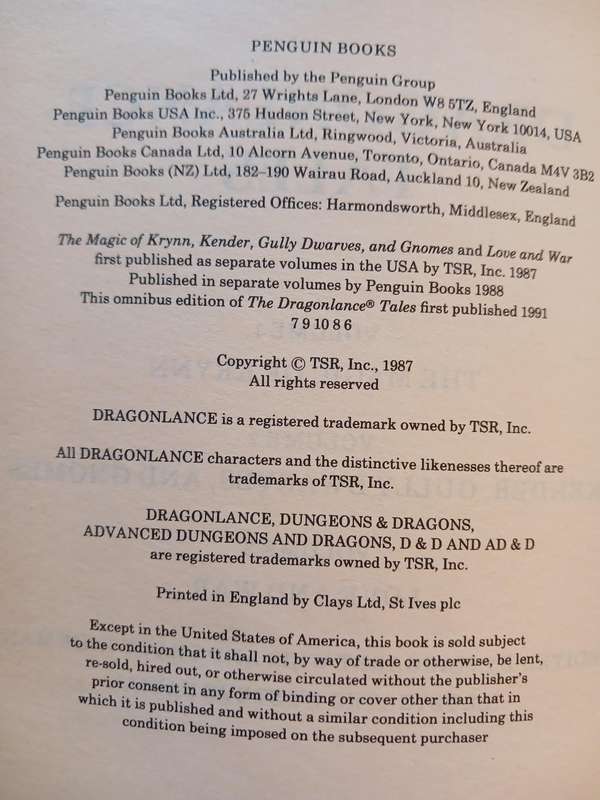 PENGUIN BOOKS
Published by the Penguin Group
Penguin Books Ltd, 27 Wrights Lane, London W8 5TZ, England
Penguin Books USA Inc., 375 Hudson Street, New York, New York 10014, USA
Penguin Books Australia Ltd, Ringwood, Victoria, Australia
Penguin Books Canada Ltd, 10 Alcorn Avenue, Toronto, Ontario, Canada M4V 3B2
Penguin Books (NZ) Ltd, 182–190 Wairau Road, Auckland 10, New Zealand
Penguin Books Ltd, Registered Offices: Harmondsworth, Middlesex, England
The Magic of Krynn, Kender, Gully Dwarves, and Gnomes and Love and War
first published as separate volumes in the USA by TSR, Inc. 1987
Published in separate volumes by Penguin Books 1988
This omnibus edition of The Dragonlance® Tales first published 1991
7 9 10 8 6
Copyright © TSR, Inc., 1987
All rights reserved
DRAGONLANCE is a registered trademark owned by TSR, Inc.
All DRAGONLANCE characters and the distinctive likenesses thereof are
trademarks of TSR, Inc.
DRAGONLANCE, DUNGEONS & DRAGONS,
ADVANCED DUNGEONS AND DRAGONS, D & D AND AD & D
are registered trademarks owned by TSR, Inc.
Printed in England by Clays Ltd, St Ives plc
Except in the United States of America, this book is sold subject
to the condition that it shall not, by way of trade or otherwise, be lent,
re-sold, hired out, or otherwise circulated without the publisher's
prior consent in any form of binding or cover other than that in
which it is published and without a similar condition including this
condition being imposed on the subsequent purchaser